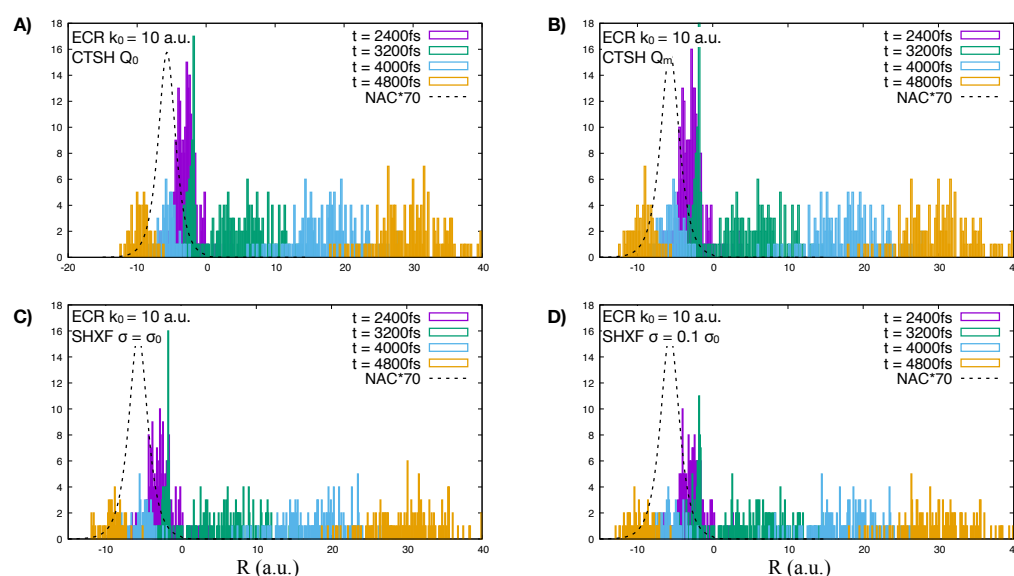 A)
ECR k₀ = 10 a.u.
CTSH Q₀
t = 2400fs
t = 3200fs
t = 4000fs
t = 4800fs
NAC*70
18
16
14
12
10
8
6
4
2
0
-20 -10 0 10 20 30 40
B)
ECR k₀ = 10 a.u.
CTSH Qₘ
t = 2400fs
t = 3200fs
t = 4000fs
t = 4800fs
NAC*70
18
16
14
12
10
8
6
4
2
0
-10 0 10 20 30 40
C)
ECR k₀ = 10 a.u.
SHXF σ = σ₀
t = 2400fs
t = 3200fs
t = 4000fs
t = 4800fs
NAC*70
18
16
14
12
10
8
6
4
2
0
-10 0 10 20 30 40
R (a.u.)
D)
ECR k₀ = 10 a.u.
SHXF σ = 0.1 σ₀
t = 2400fs
t = 3200fs
t = 4000fs
t = 4800fs
NAC*70
18
16
14
12
10
8
6
4
2
0
-10 0 10 20 30 40
R (a.u.)